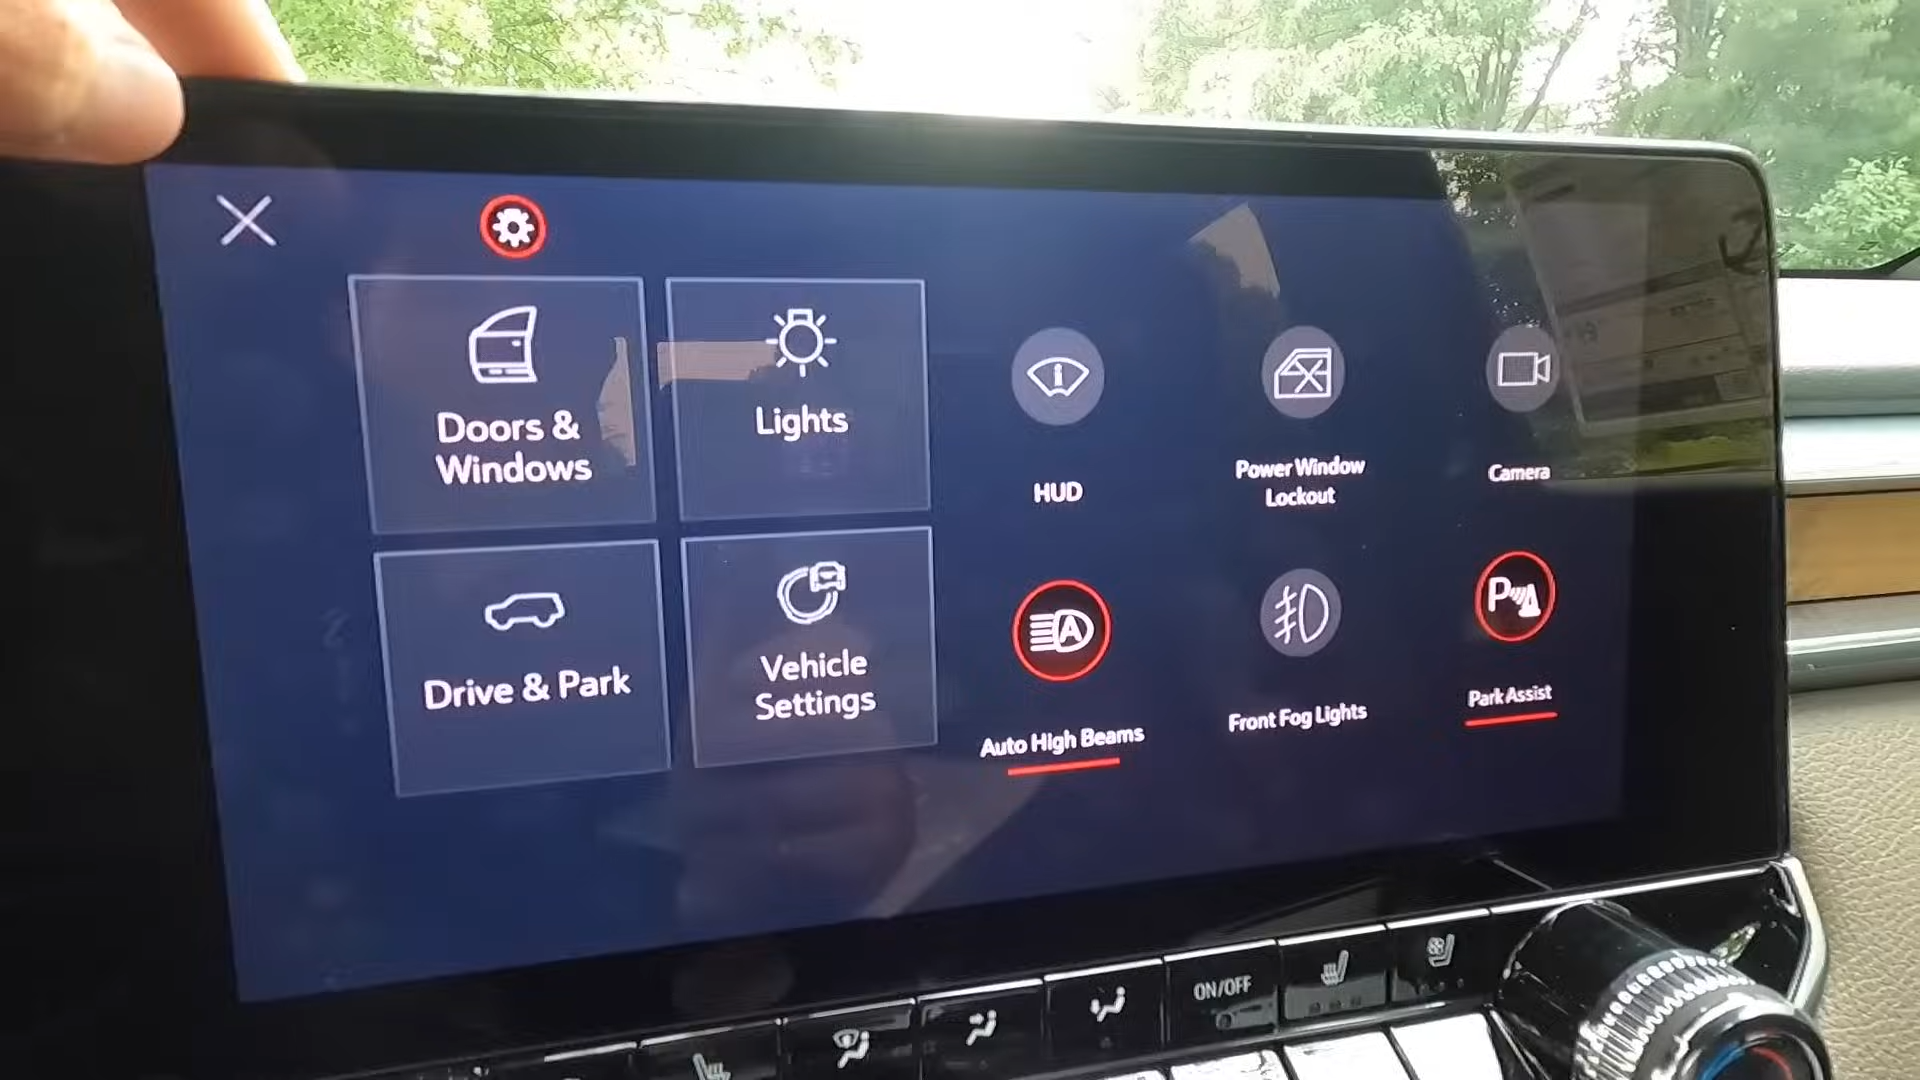 Doors &
Windows
Lights
HUD
Power Window
Lockout
Camera
Drive & Park
Vehicle
Settings
Auto High Beams
Front Fog Lights
Park Assist
ON/OFF